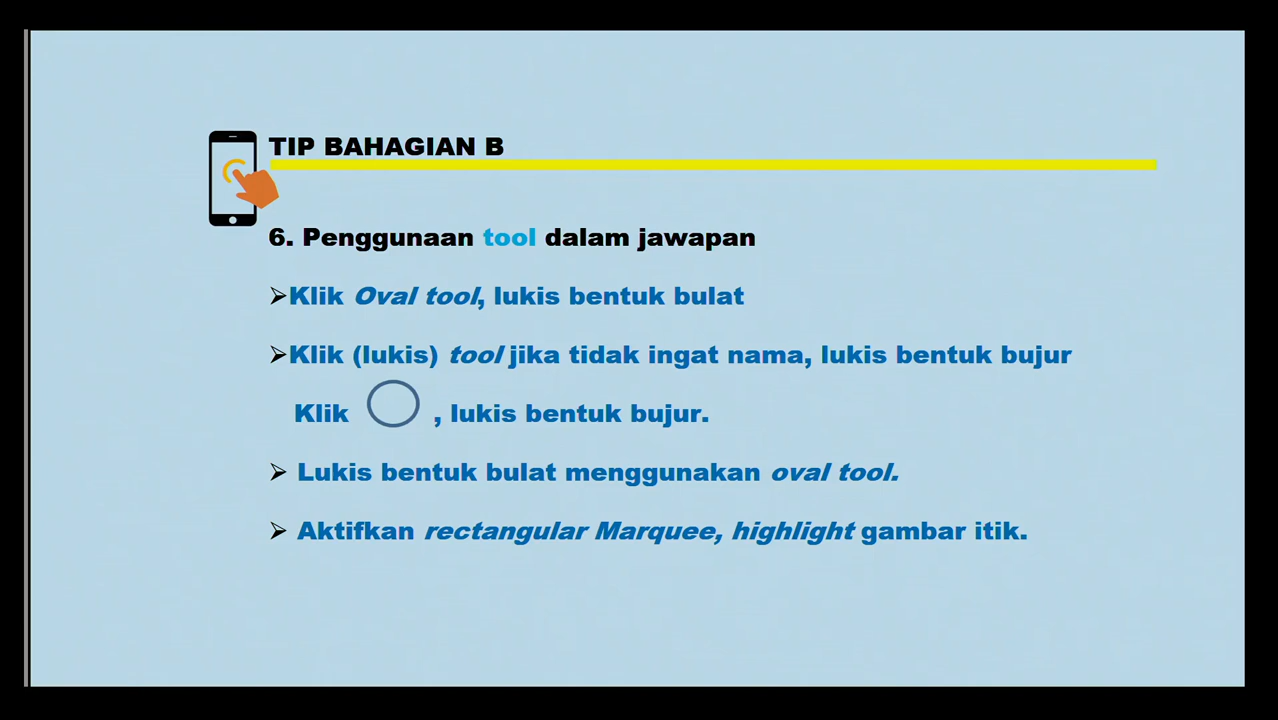 TIP BAHAGIAN B
6. Penggunaan tool dalam jawapan
➢Klik Oval tool, lukis bentuk bulat
➢Klik (lukis) tool jika tidak ingat nama, lukis bentuk bujur
Klik , lukis bentuk bujur.
➢ Lukis bentuk bulat menggunakan oval tool.
➢ Aktifkan rectangular Marquee, highlight gambar itik.